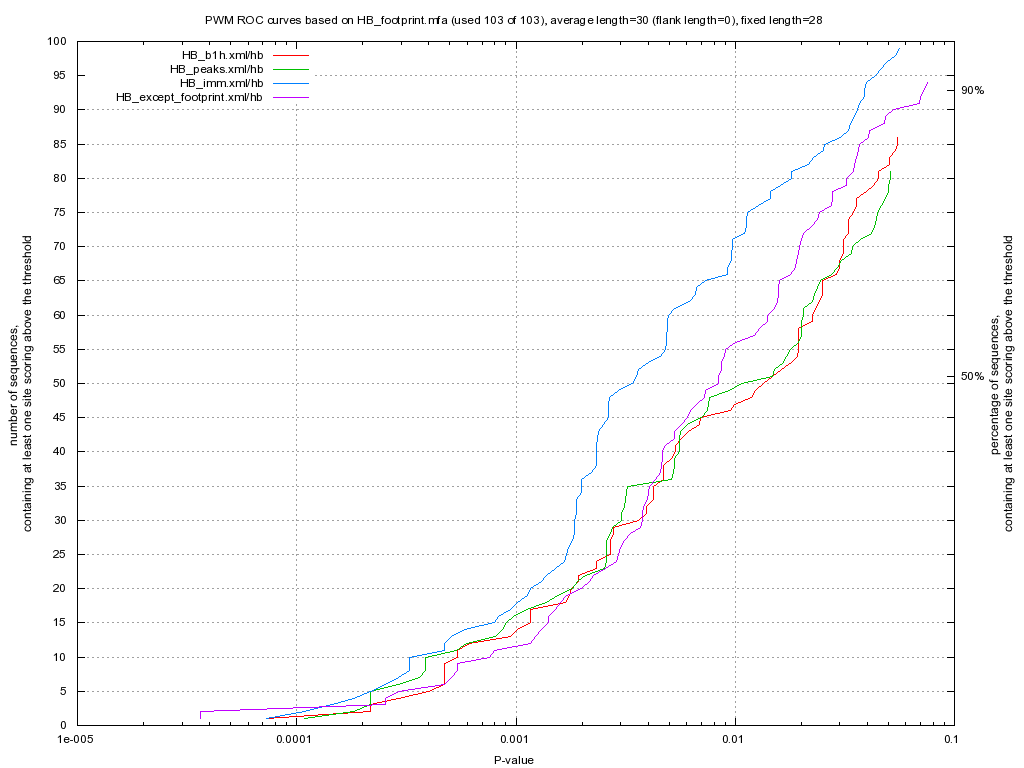 PWM ROC curves based on HB_footprint.mfa (used 103 of 103), average length=30 (flank length=0), fixed length=28
HB_b1h.xml/hb
HB_peaks.xml/hb
HB_imm.xml/hb
HB_except_footprint.xml/hb
100
95
90
85
80
75
70
65
60
55
50
45
40
35
30
25
20
15
10
5
0
90%
50%
number of sequences,
containing at least one site scoring above the threshold
percentage of sequences,
containing at least one site scoring above the threshold
1e-005
0.0001
0.001
0.01
0.1
P-value